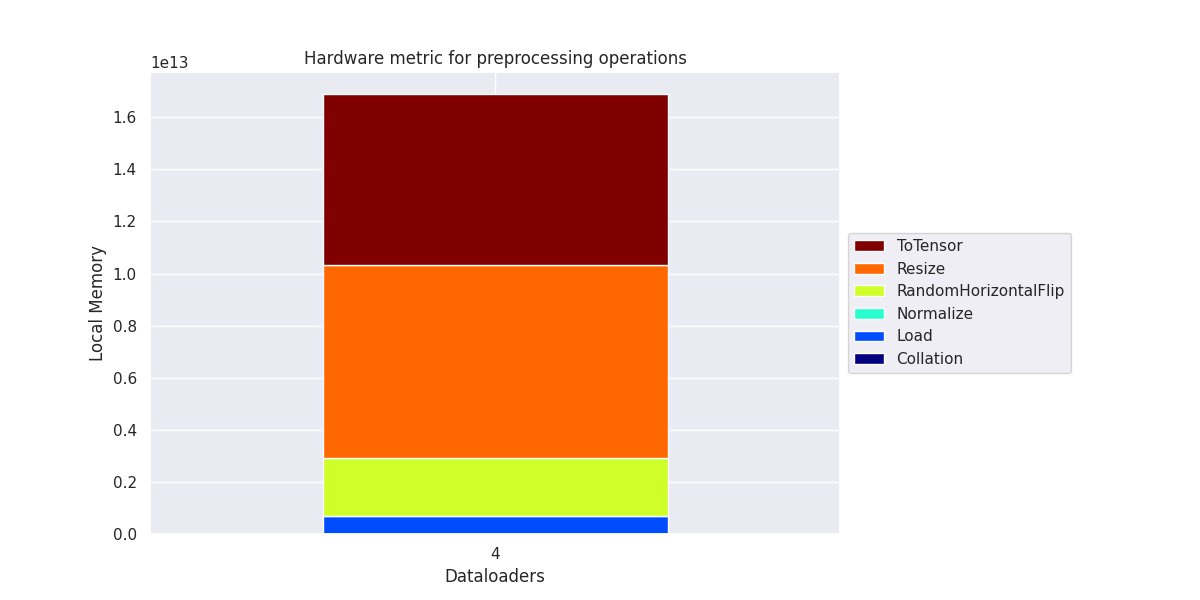 Hardware metric for preprocessing operations
1e13
1.6
1.4
1.2
1.0
0.8
0.6
0.4
0.2
0.0
Local Memory
4
Dataloaders
ToTensor
Resize
RandomHorizontalFlip
Normalize
Load
Collation